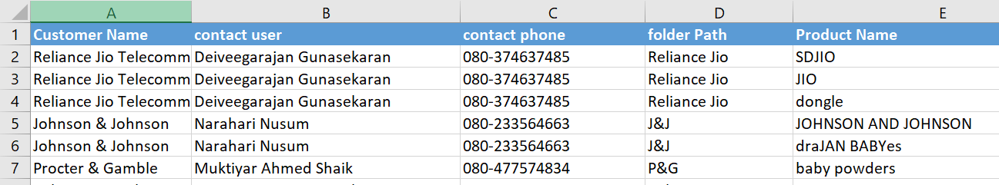 A B C D E
1 Customer Name contact user contact phone folder Path Product Name
2 Reliance Jio Telecomm Deiveegarajan Gunasekaran 080-374637485 Reliance Jio SDJIO
3 Reliance Jio Telecomm Deiveegarajan Gunasekaran 080-374637485 Reliance Jio JIO
4 Reliance Jio Telecomm Deiveegarajan Gunasekaran 080-374637485 Reliance Jio dongle
5 Johnson & Johnson Narahari Nusum 080-233564663 J&J JOHNSON AND JOHNSON
6 Johnson & Johnson Narahari Nusum 080-233564663 J&J draJAN BABYes
7 Procter & Gamble Muktiyar Ahmed Shaik 080-477574834 P&G baby powders